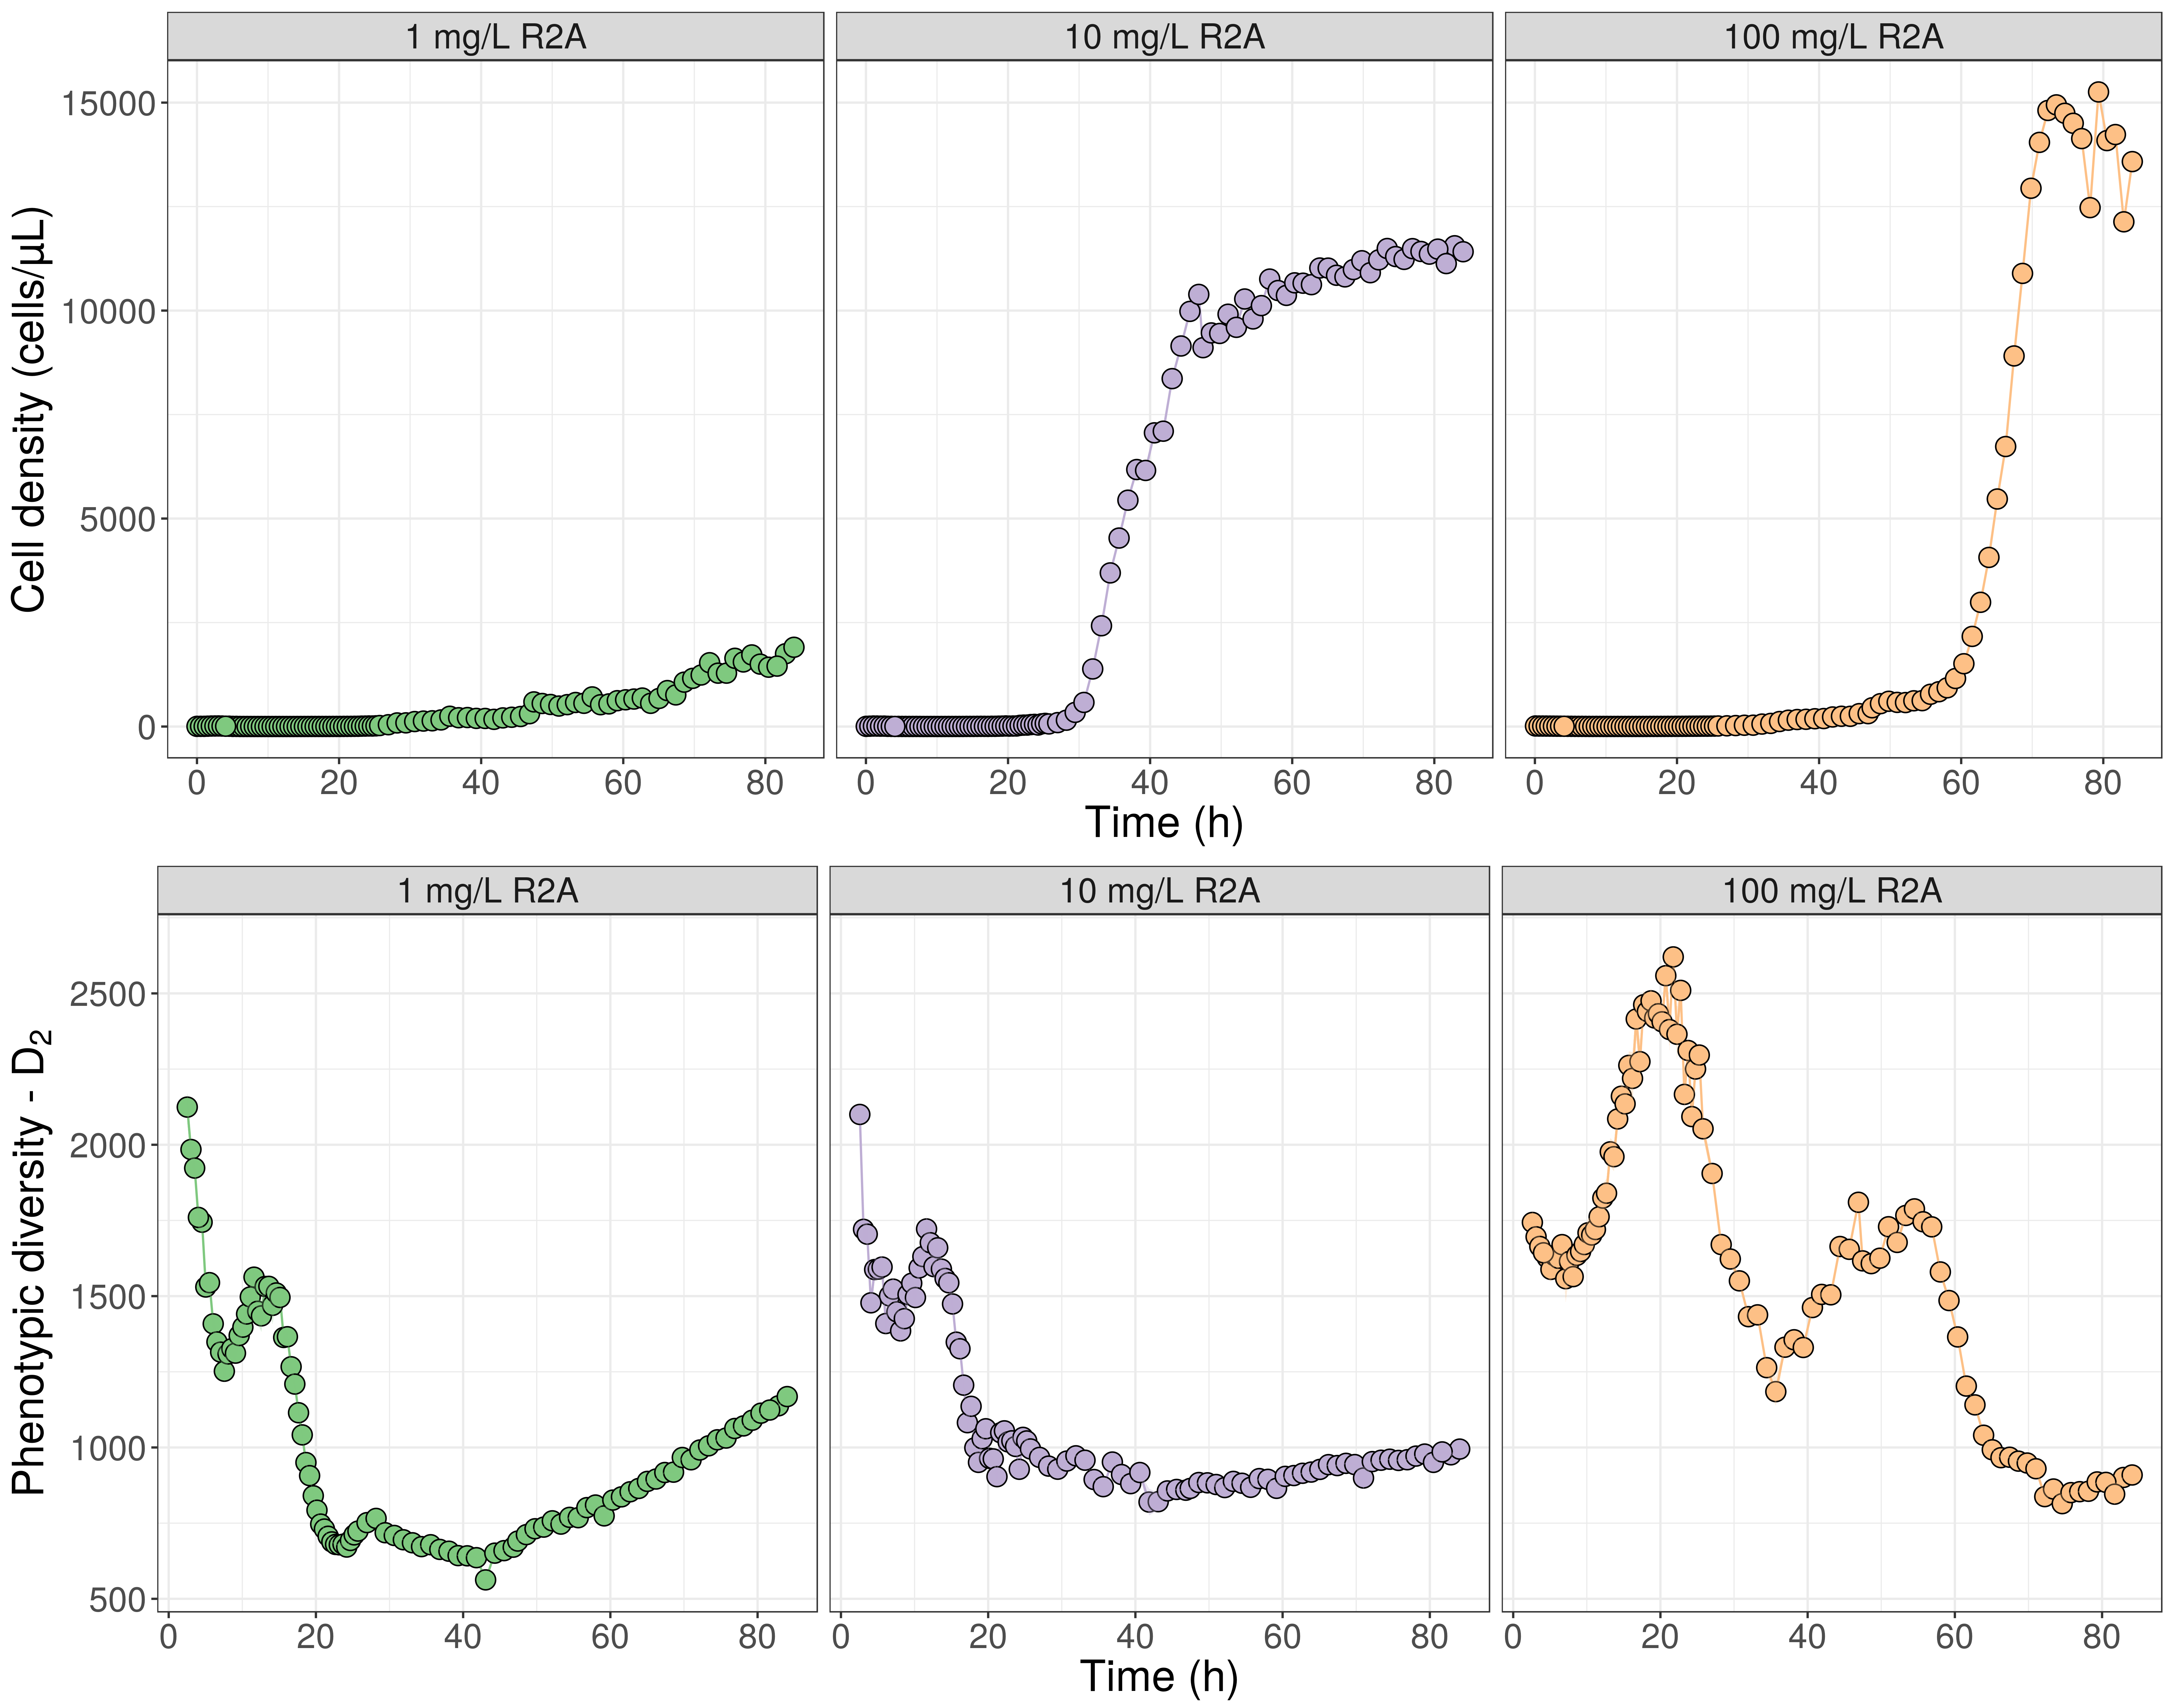 1 mg/L R2A 10 mg/L R2A 100 mg/L R2A
Cell density (cells/µL)
15000
10000
5000
0
0 20 40 60 80 0 20 40 60 80 0 20 40 60 80
Time (h)
1 mg/L R2A 10 mg/L R2A 100 mg/L R2A
Phenotypic diversity - D2
2500
2000
1500
1000
500
0 20 40 60 80 0 20 40 60 80 0 20 40 60 80
Time (h)